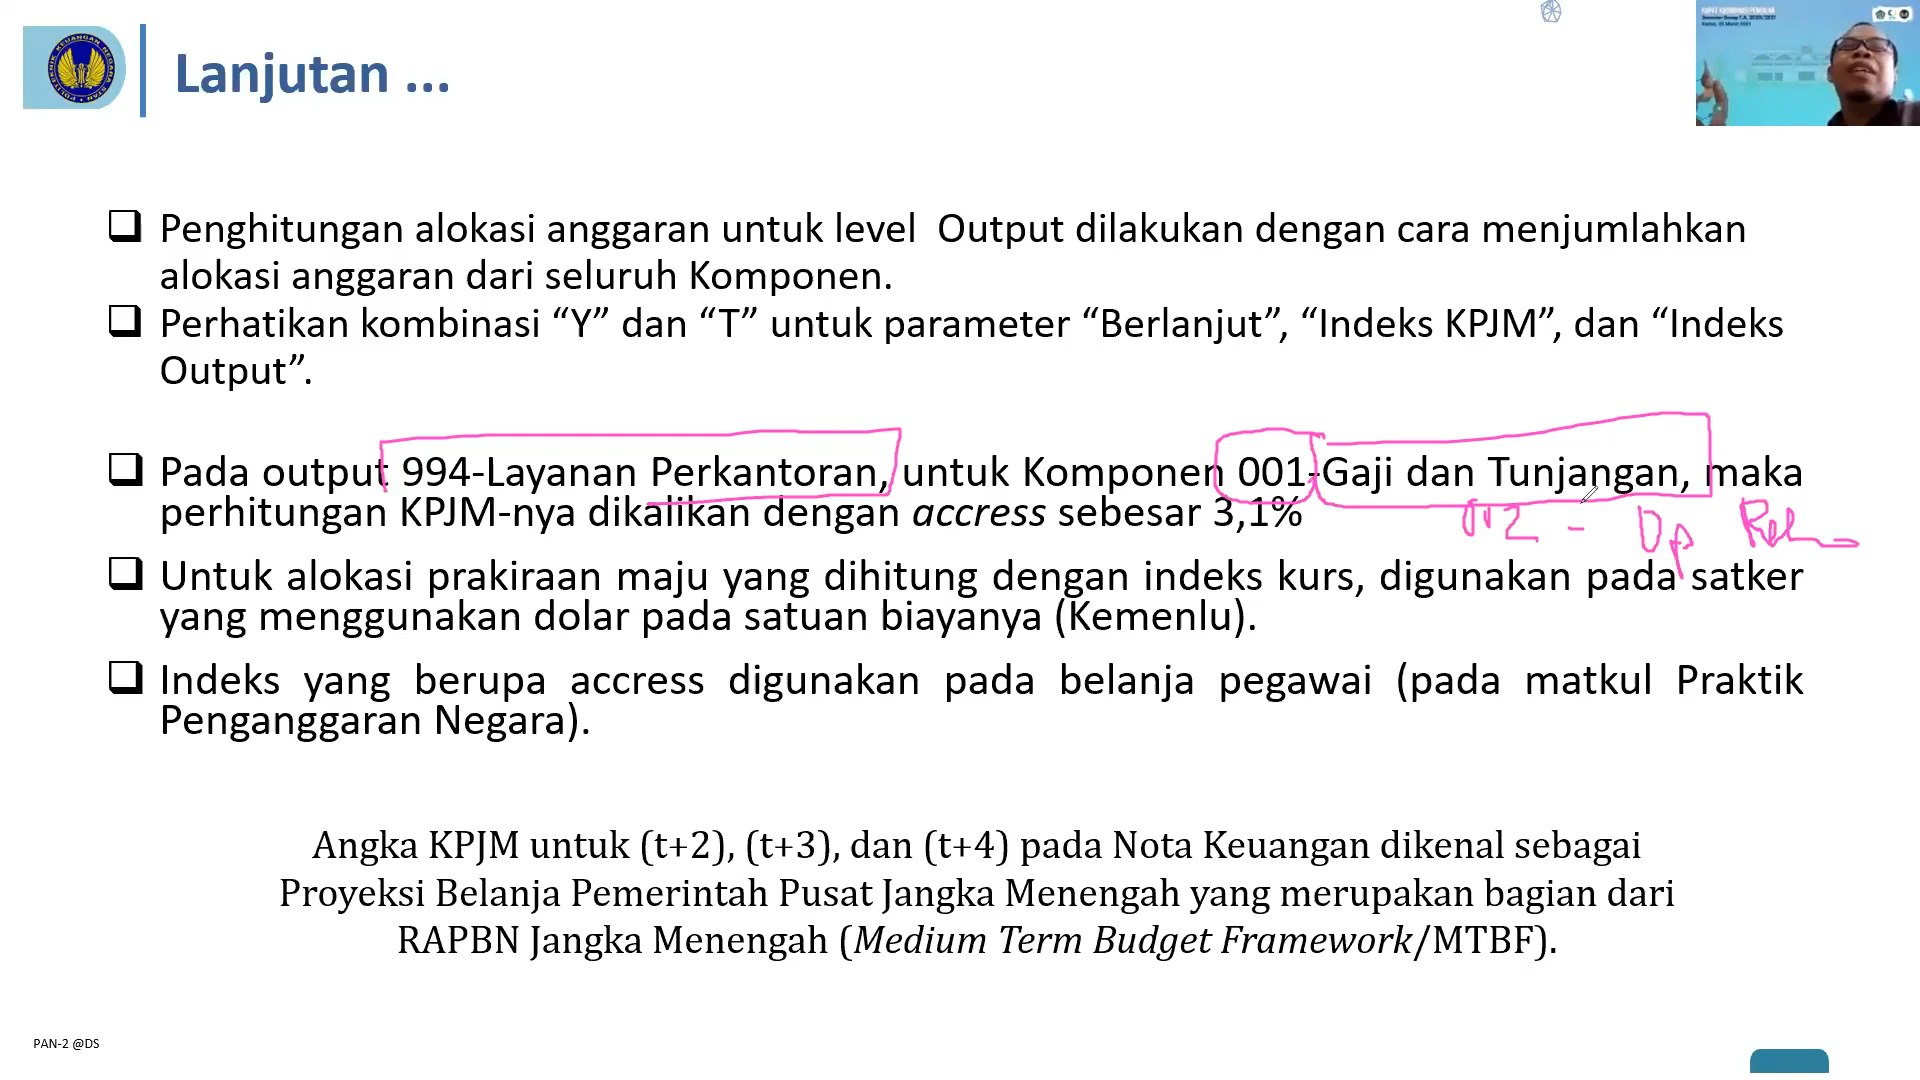 Lanjutan ...
Penghitungan alokasi anggaran untuk level Output dilakukan dengan cara menjumlahkan
alokasi anggaran dari seluruh Komponen.
Perhatikan kombinasi “Y” dan “T” untuk parameter “Berlanjut”, “Indeks KPJM”, dan “Indeks
Output”.
Pada output 994-Layanan Perkantoran, untuk Komponen 001-Gaji dan Tunjangan, maka
perhitungan KPJM-nya dikalikan dengan accress sebesar 3,1%
002 - Op
Untuk alokasi prakiraan maju yang dihitung dengan indeks kurs, digunakan pada satker
yang menggunakan dolar pada satuan biayanya (Kemenlu).
Indeks yang berupa accress digunakan pada belanja pegawai (pada matkul Praktik
Penganggaran Negara).
Angka KPJM untuk (t+2), (t+3), dan (t+4) pada Nota Keuangan dikenal sebagai
Proyeksi Belanja Pemerintah Pusat Jangka Menengah yang merupakan bagian dari
RAPBN Jangka Menengah (Medium Term Budget Framework/MTBF).
PAN-2 @DS